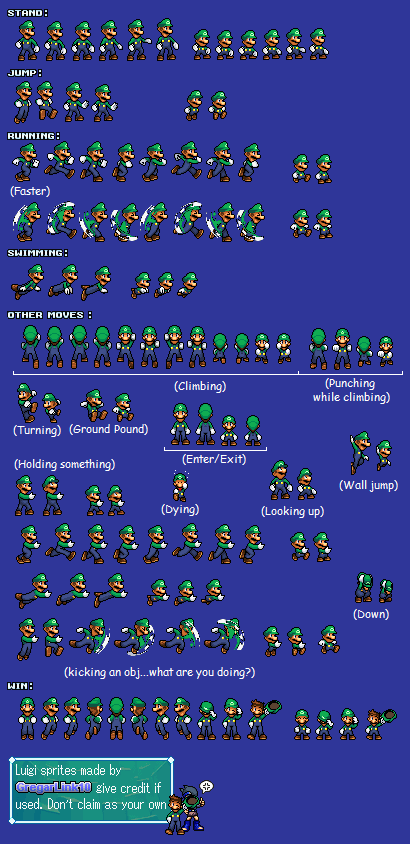 STAND:
JUMP:
RUNNING:
(Faster)
SWIMMING:
OTHER MOVES :
(Climbing)
(Punching
while climbing)
(Turning)
(Ground Pound)
(Enter/Exit)
(Holding something)
(Dying)
(Looking up)
(Wall jump)
(Down)
(kicking an obj...what are you doing?)
WIN:
Luigi sprites made by
GregarLink10 give credit if
used. Don't claim as your own